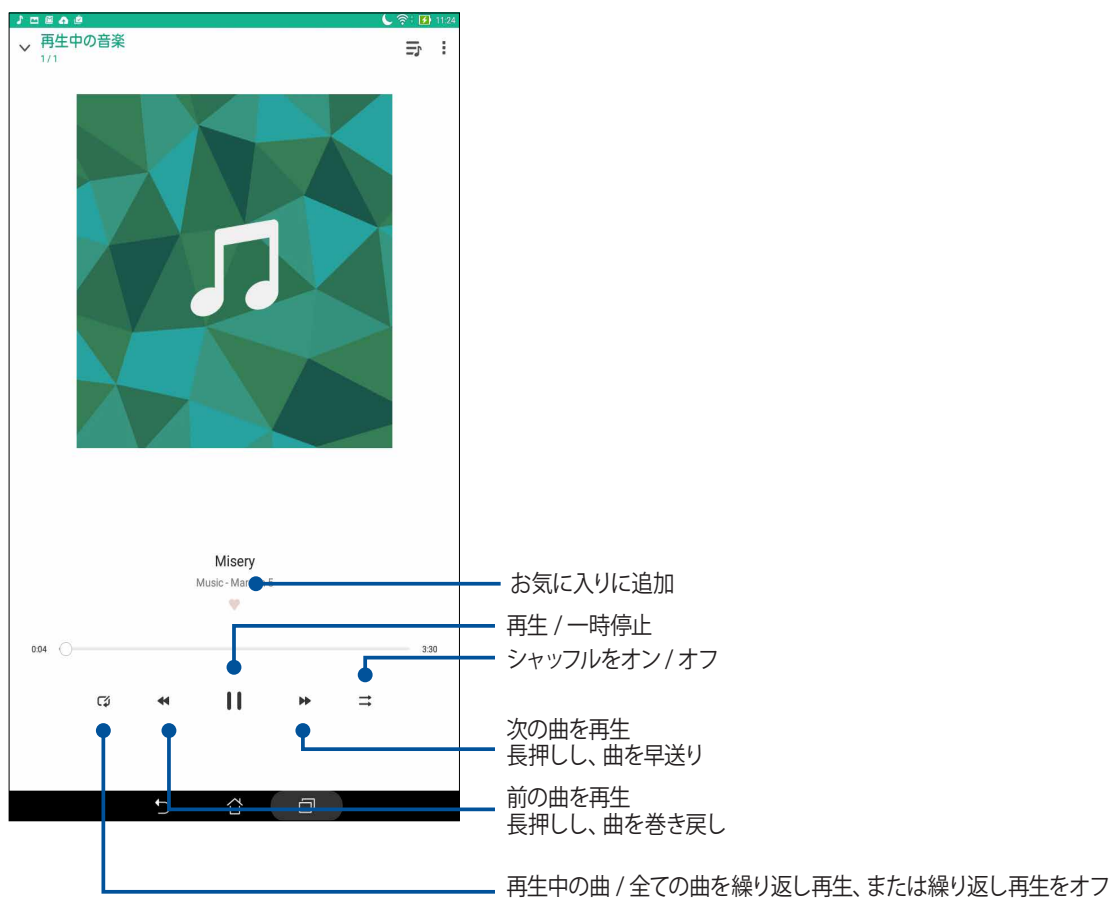 11:24
再生中の音楽
1/1
Misery
Music - Mar 5
お気に入りに追加
再生 / 一時停止
0:04
3:30
シャッフルをオン / オフ
次の曲を再生
長押しし、曲を早送り
前の曲を再生
長押しし、曲を巻き戻し
再生中の曲 / 全ての曲を繰り返し再生、または繰り返し再生をオフ